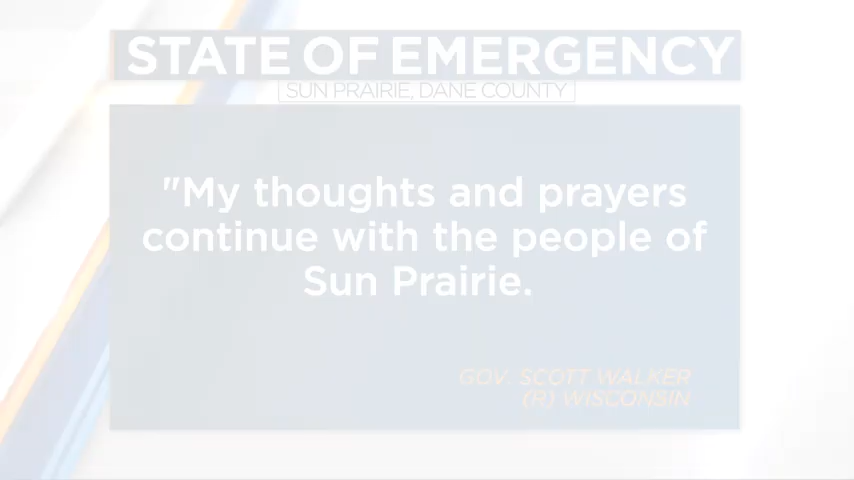 STATE OF EMERGENCY
SUN PRAIRIE, DANE COUNTY
"My thoughts and prayers
continue with the people of
Sun Prairie.
GOV. SCOTT WALKER
(R) WISCONSIN